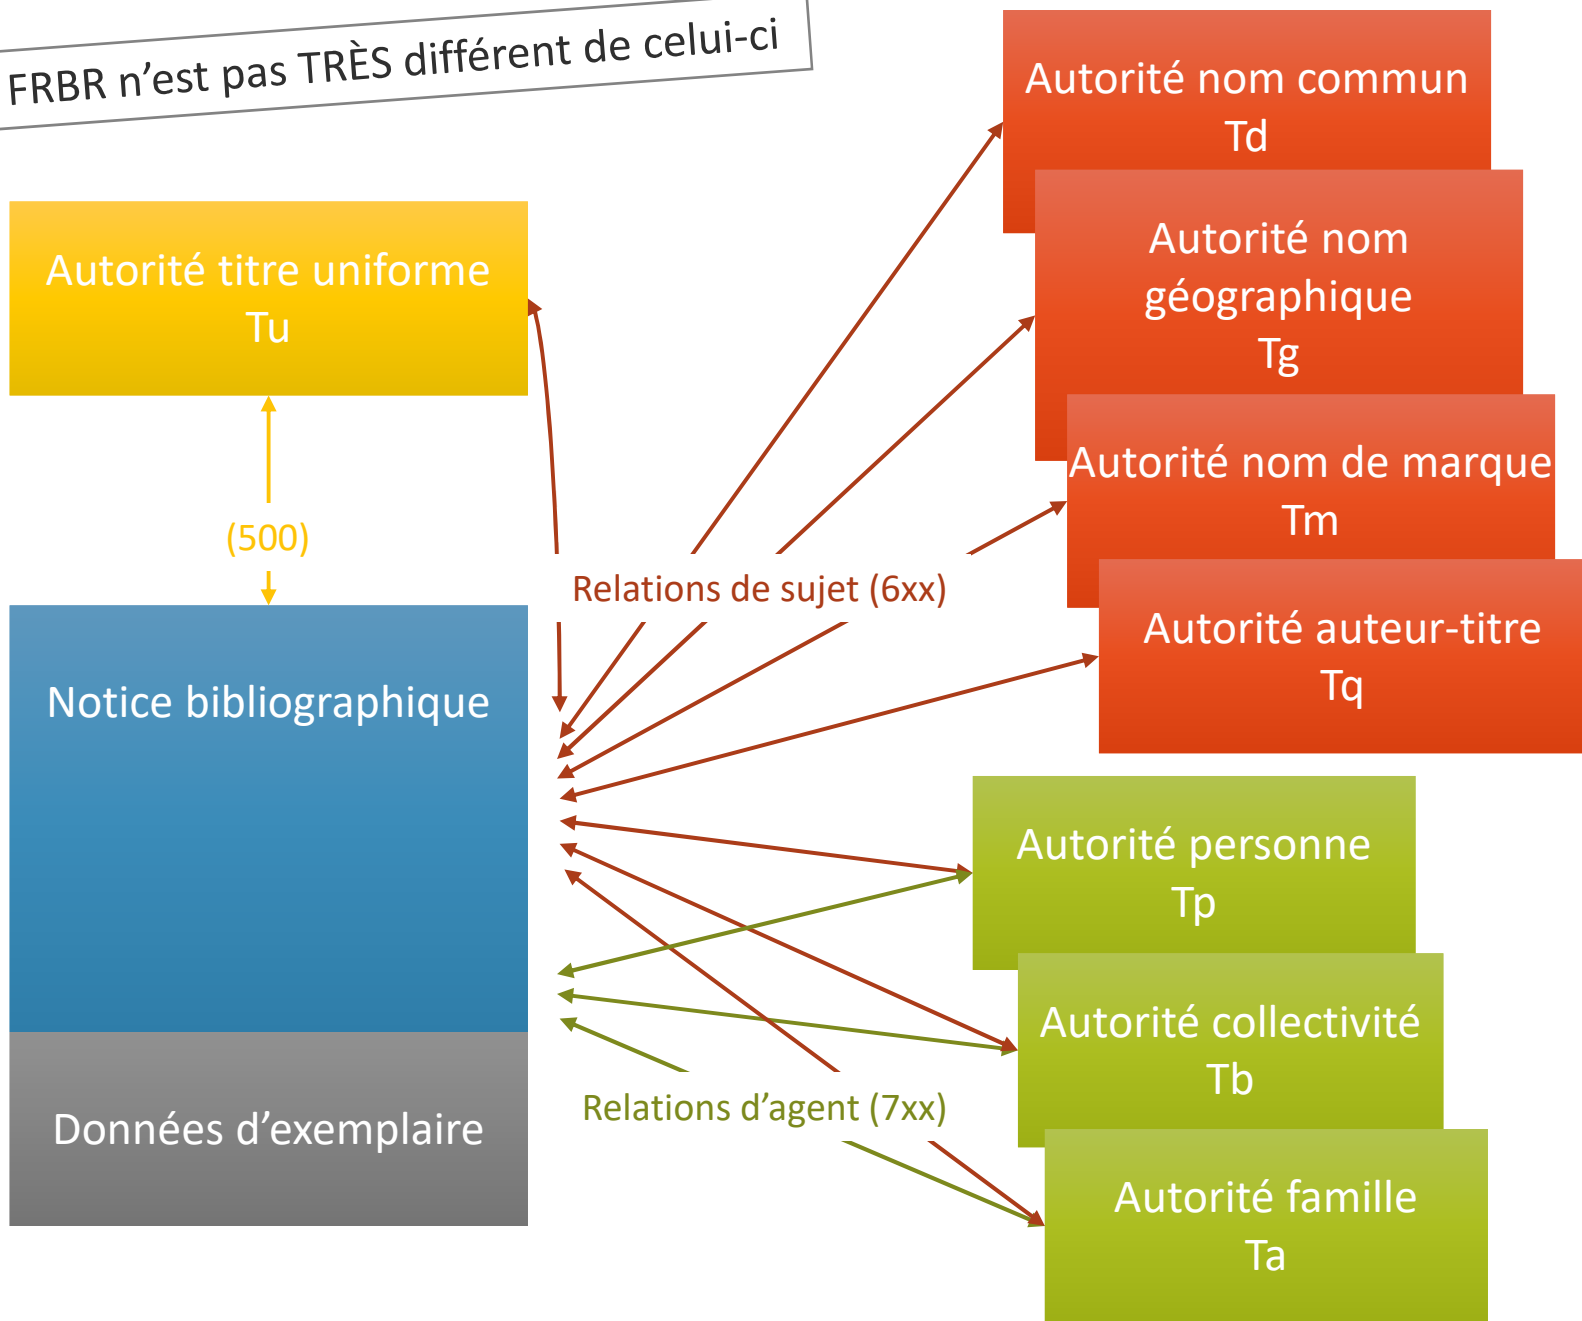 FRBR n’est pas TRÈS différent de celui-ci
Autorité titre uniforme
Tu
(500)
Notice bibliographique
Données d’exemplaire
Relations de sujet (6xx)
Relations d’agent (7xx)
Autorité nom commun
Td
Autorité nom
géographique
Tg
Autorité nom de marque
Tm
Autorité auteur-titre
Tq
Autorité personne
Tp
Autorité collectivité
Tb
Autorité famille
Ta